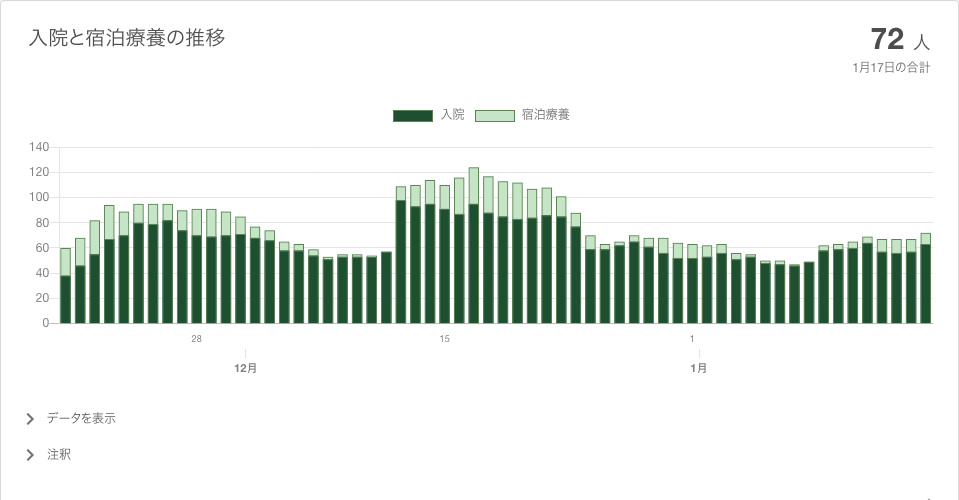 入院と宿泊療養の推移
72 人
1月17日の合計
入院 宿泊療養
140
120
100
80
60
40
20
0
28 15 1
12月 1月
データを表示
注釈